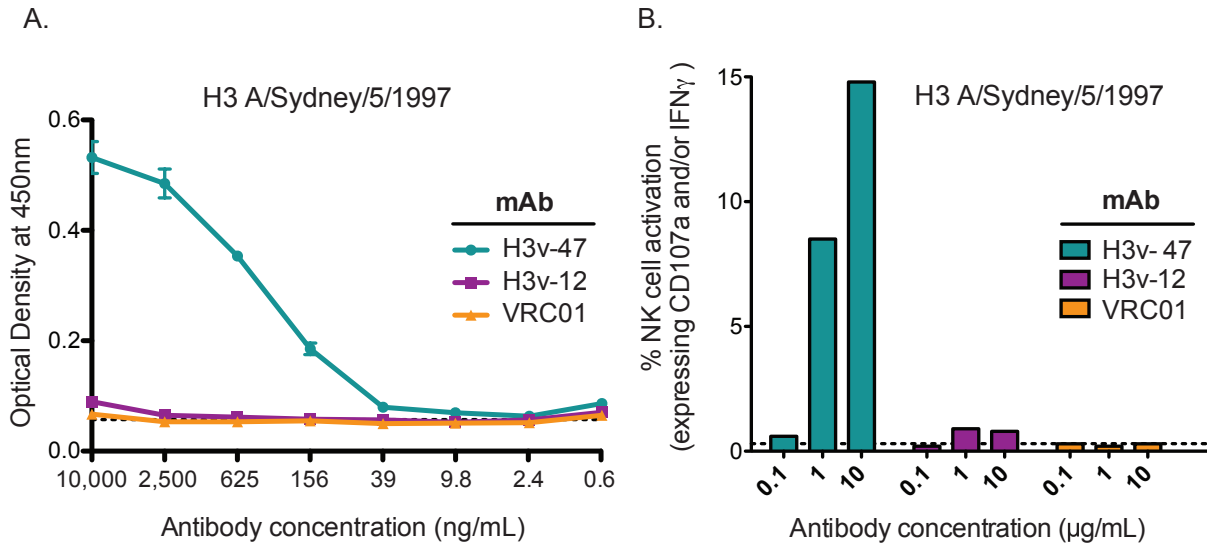 A.
H3 A/Sydney/5/1997
Optical Density at 450nm
0.6
0.4
0.2
0.0
10,000 2,500 625 156 39 9.8 2.4 0.6
Antibody concentration (ng/mL)
mAb
H3v-47
H3v-12
VRC01
B.
H3 A/Sydney/5/1997
% NK cell activation
(expressing CD107a and/or IFNγ )
15
10
5
0
0.1 1 10 0.1 1 10 0.1 1 10
Antibody concentration (µg/mL)
mAb
H3v- 47
H3v-12
VRC01